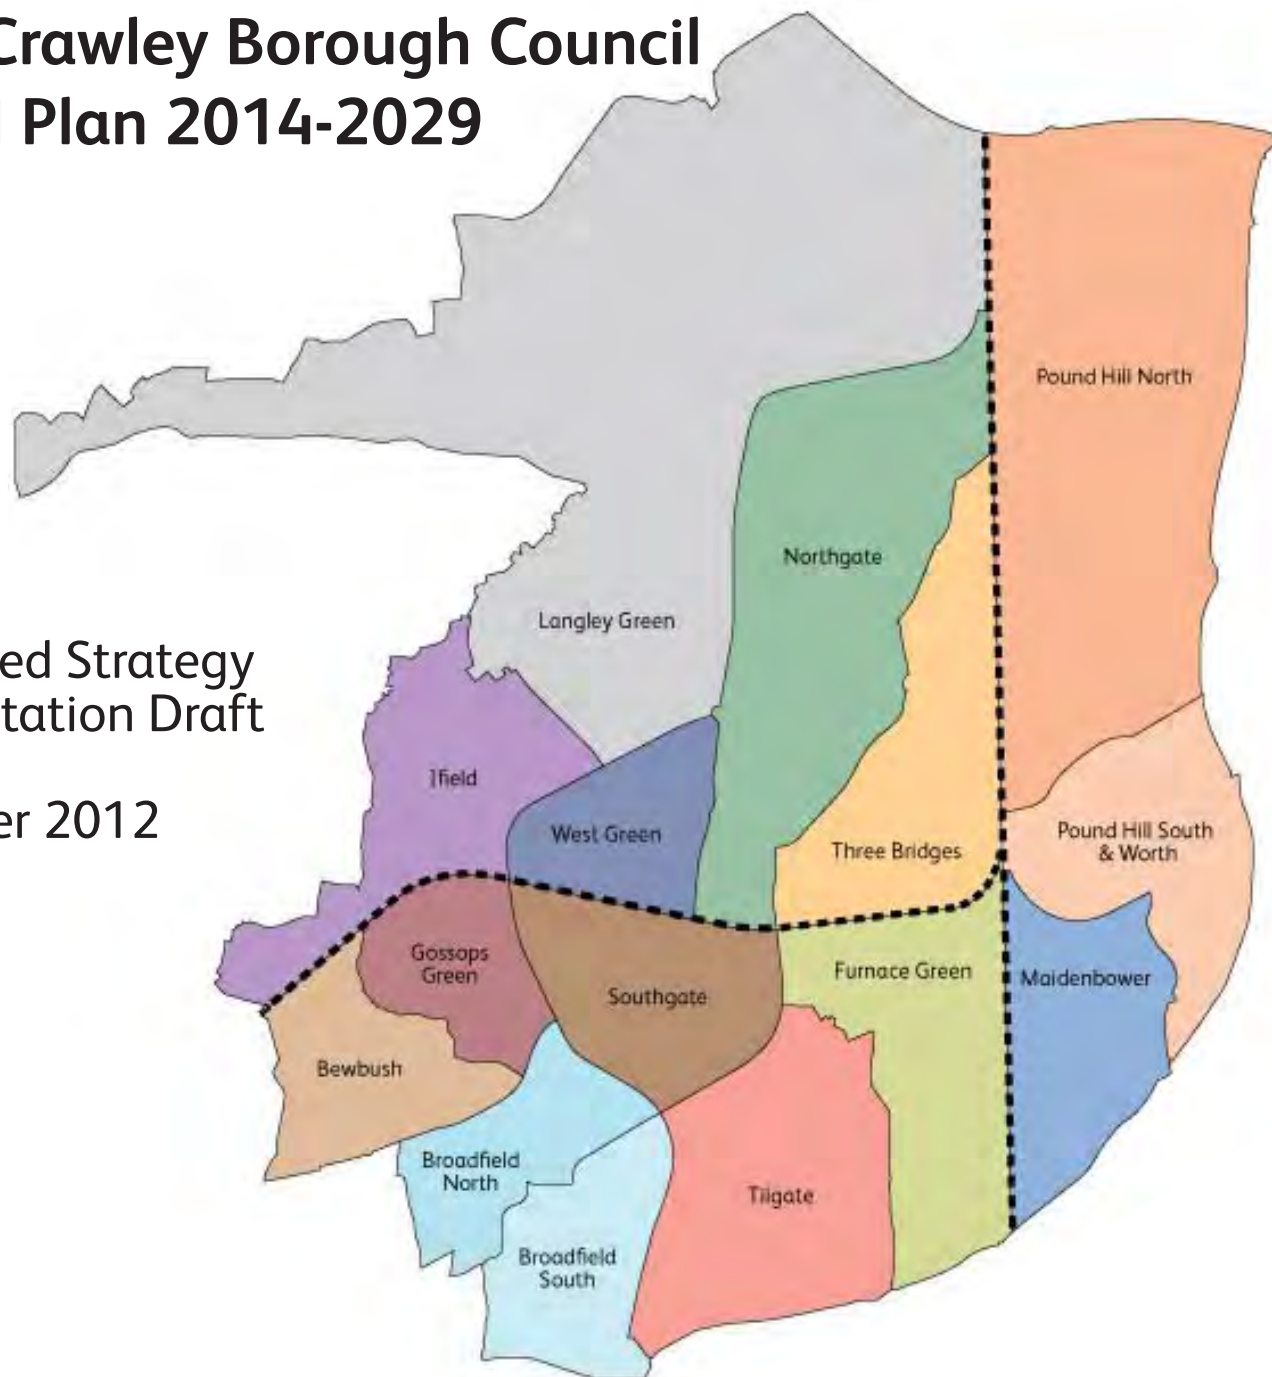 Crawley Borough Council
Plan 2014-2029
Pound Hill North
Northgate
Langley Green
ed Strategy
tation Draft
Ifield
er 2012
West Green
Three Bridges
Pound Hill South
& Worth
Gossops
Green
Furnace Green
Maidenbower
Southgate
Bewbush
Broadfield
North
Tilgate
Broadfield
South